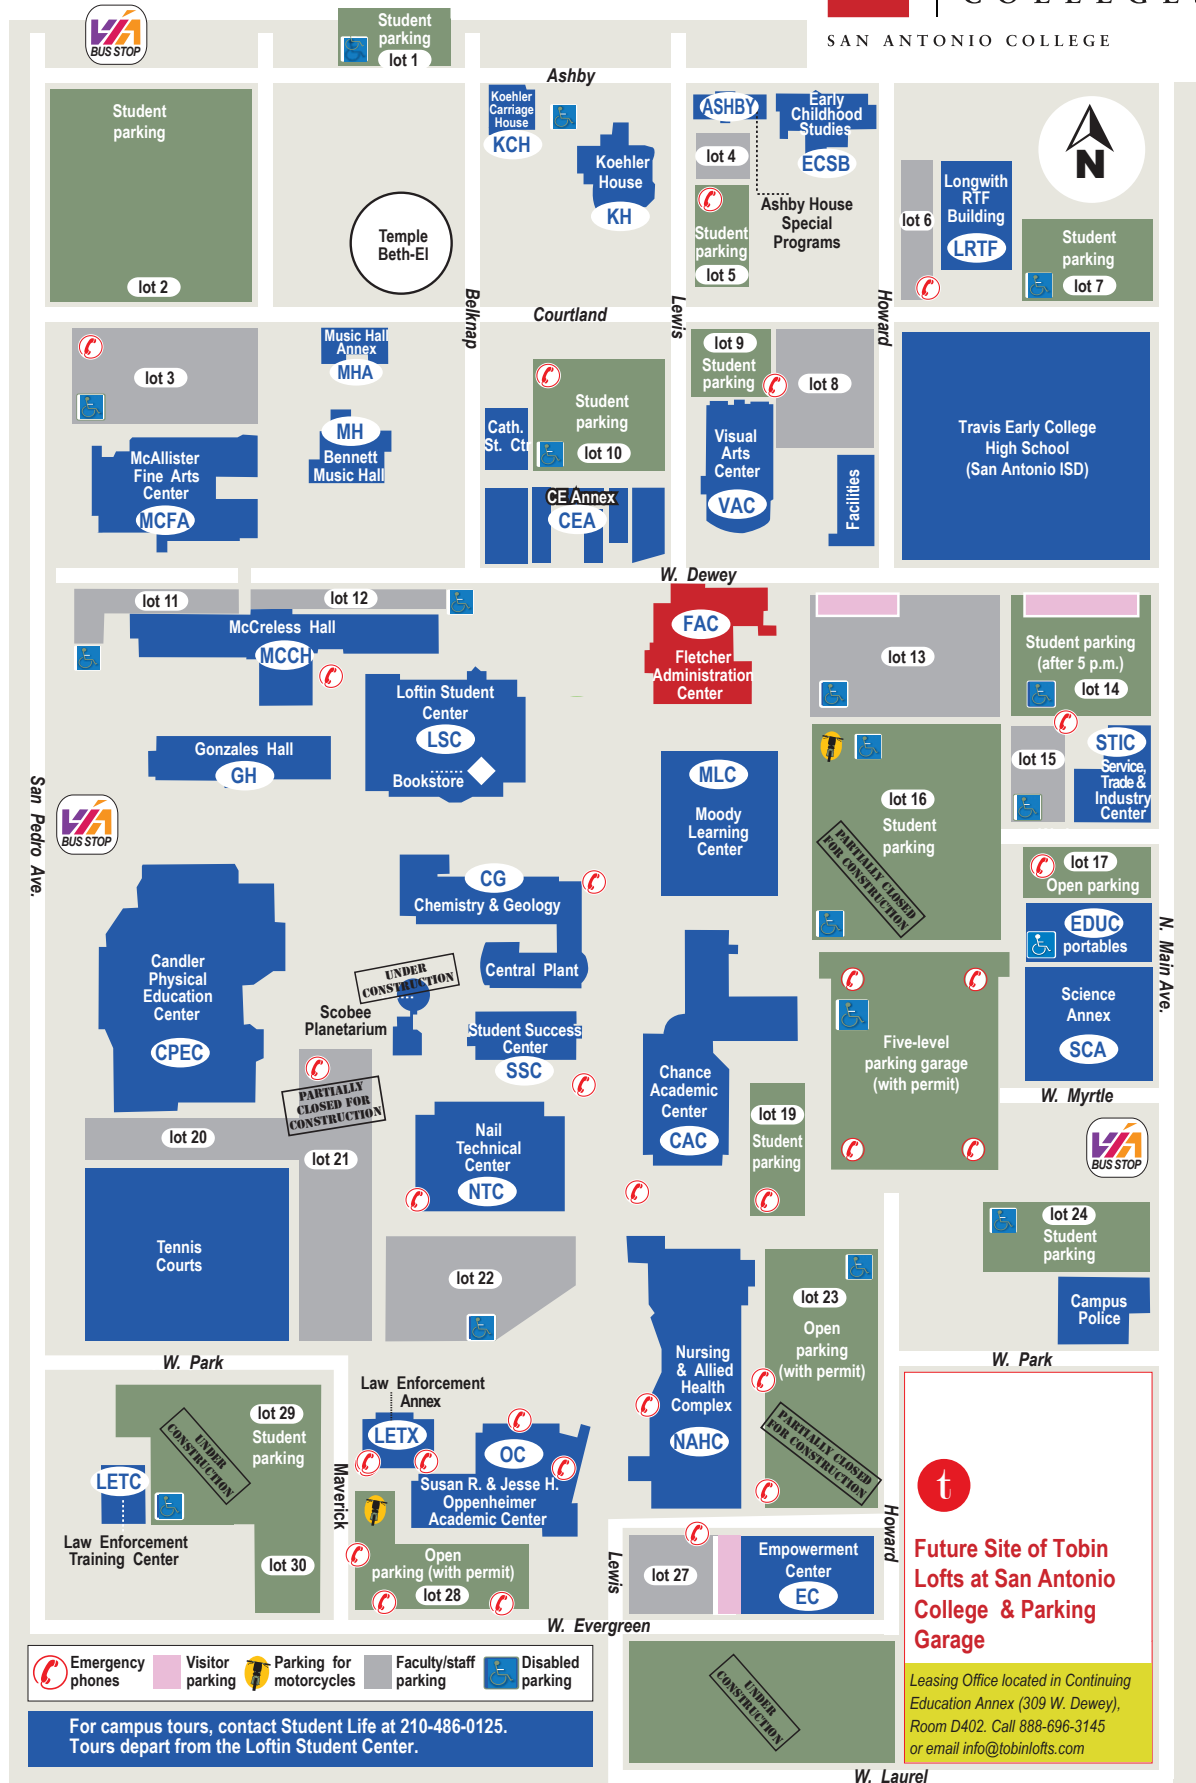 COLLEGES
SAN ANTONIO COLLEGE
VIA
BUS STOP
Student
parking
lot 1
Ashby
Student
parking
lot 2
Temple
Beth-El
Koehler
Carriage
House
KCH
Koehler
House
KH
ASHBY
Early
Childhood
Studies
ECSB
lot 4
Ashby House
Special
Programs
Student
parking
lot 5
lot 6
Longwith
RTF
Building
LRTF
N
Student
parking
lot 7
Belknap
Courtland
Lewis
Howard
lot 3
Music Hall
Annex
MHA
MH
Bennett
Music Hall
McAllister
Fine Arts
Center
MCFA
Student
parking
lot 10
Cath.
St. Ctr
CE Annex
CEA
lot 9
Student
parking
lot 8
Visual
Arts
Center
VAC
Facilities
Travis Early College
High School
(San Antonio ISD)
W. Dewey
lot 11
lot 12
McCreless Hall
MCCH
Loftin Student
Center
LSC
Bookstore
Gonzales Hall
GH
FAC
Fletcher
Administration
Center
lot 13
Student parking
(after 5 p.m.)
lot 14
lot 15
STIC
Service,
Trade &
Industry
Center
San Pedro Ave.
VIA
BUS STOP
MLC
Moody
Learning
Center
lot 16
Student
parking
PARTIALLY CLOSED
FOR CONSTRUCTION
lot 17
Open parking
EDUC
portables
N. Main Ave.
CG
Chemistry & Geology
Central Plant
Candler
Physical
Education
Center
CPEC
UNDER
CONSTRUCTION
Scobee
Planetarium
Student Success
Center
SSC
Science
Annex
SCA
Five-level
parking garage
(with permit)
W. Myrtle
Chance
Academic
Center
CAC
PARTIALLY
CLOSED FOR
CONSTRUCTION
lot 20
lot 21
Nail
Technical
Center
NTC
lot 19
Student
parking
VIA
BUS STOP
Tennis
Courts
lot 22
lot 24
Student
parking
lot 23
Open
parking
(with permit)
Campus
Police
Nursing
& Allied
Health
Complex
NAHC
W. Park
W. Park
Law Enforcement
Annex
LETX
lot 29
Student
parking
UNDER
CONSTRUCTION
LETC
Law Enforcement
Training Center
lot 30
Maverick
OC
Susan R. & Jesse H.
Oppenheimer
Academic Center
PARTIALLY CLOSED
FOR CONSTRUCTION
Open
parking (with permit)
lot 28
Lewis
lot 27
Empowerment
Center
EC
Howard
t
Future Site of Tobin
Lofts at San Antonio
College & Parking
Garage
Leasing Office located in Continuing
Education Annex (309 W. Dewey),
Room D402. Call 888-696-3145
or email info@tobinlofts.com
W. Evergreen
Emergency
phones
Visitor
parking
Parking for
motorcycles
Faculty/staff
parking
Disabled
parking
UNDER
CONSTRUCTION
For campus tours, contact Student Life at 210-486-0125.
Tours depart from the Loftin Student Center.
W. Laurel